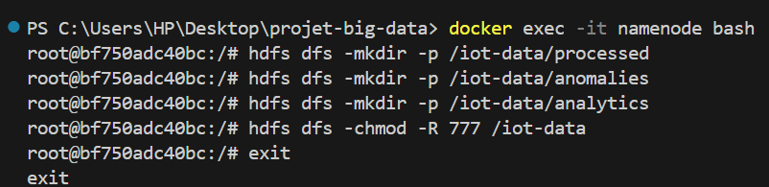 PS C:\Users\HP\Desktop\projet-big-data> docker exec -it namenode bash
root@bf750adc40bc:/# hdfs dfs -mkdir -p /iot-data/processed
root@bf750adc40bc:/# hdfs dfs -mkdir -p /iot-data/anomalies
root@bf750adc40bc:/# hdfs dfs -mkdir -p /iot-data/analytics
root@bf750adc40bc:/# hdfs dfs -chmod -R 777 /iot-data
root@bf750adc40bc:/# exit
exit